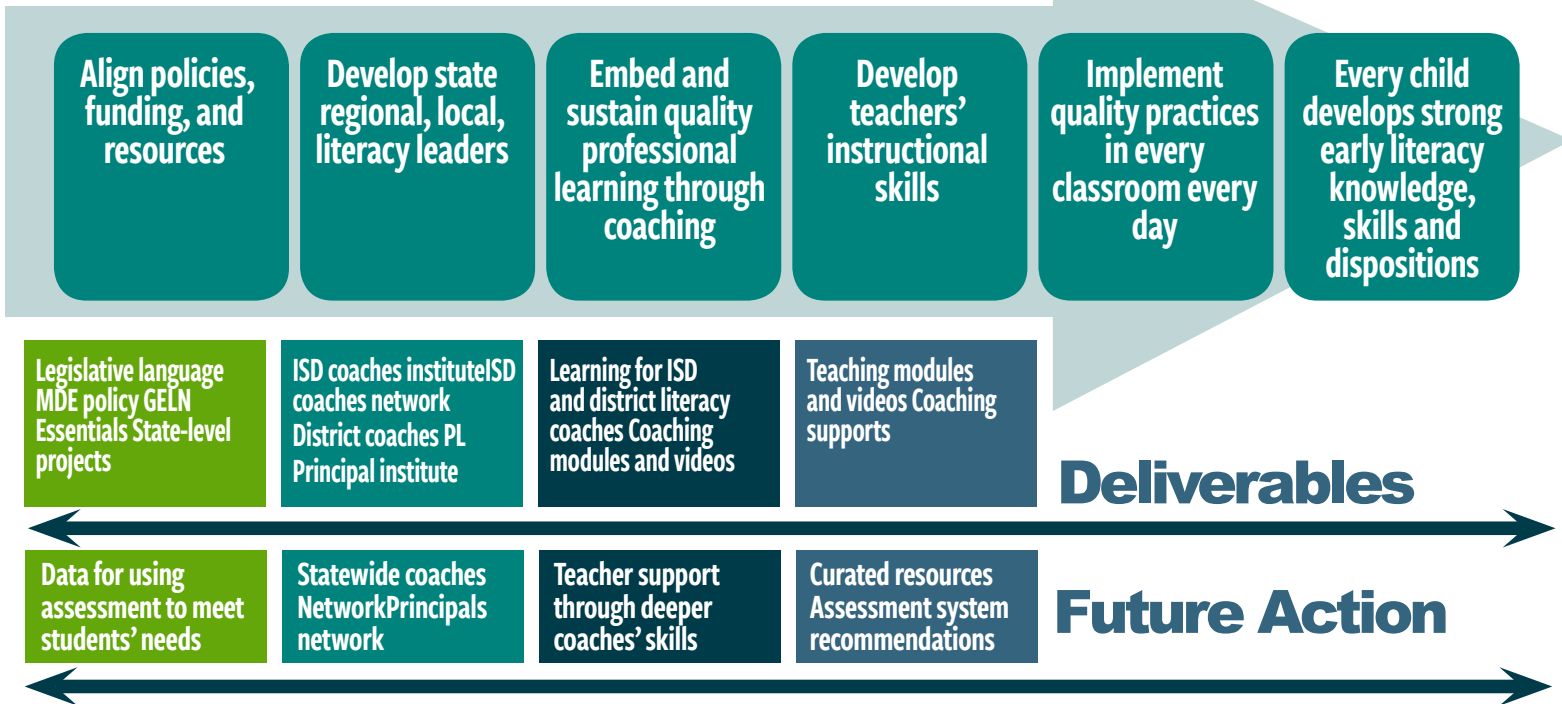 Align policies,
funding, and
resources
Develop state
regional, local,
literacy leaders
Embed and
sustain quality
professional
learning through
coaching
Develop
teachers’
instructional
skills
Implement
quality practices
in every
classroom every
day
Every child
develops strong
early literacy
knowledge,
skills and
dispositions
Legislative language
MDE policy GELN
Essentials State-level
projects
ISD coaches instituteISD
coaches network
District coaches PL
Principal institute
Learning for ISD
and district literacy
coaches Coaching
modules and videos
Teaching modules
and videos Coaching
supports
Deliverables
Data for using
assessment to meet
students’ needs
Statewide coaches
NetworkPrincipals
network
Teacher support
through deeper
coaches’ skills
Curated resources
Assessment system
recommendations
Future Action